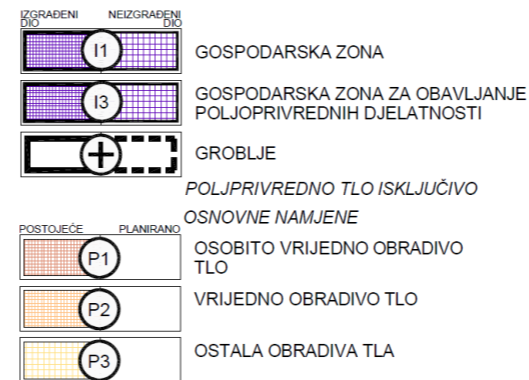 IZGRAĐENI DIO NEIZGRAĐENI DIO
I1 GOSPODARSKA ZONA
I3 GOSPODARSKA ZONA ZA OBAVLJANJE
POLJOPRIVREDNIH DJELATNOSTI
GROBLJE
POLJPRIVREDNO TLO ISKLJUČIVO
OSNOVNE NAMJENE
POSTOJEĆE PLANIRANO
P1 OSOBITO VRIJEDNO OBRADIVO
TLO
P2 VRIJEDNO OBRADIVO TLO
P3 OSTALA OBRADIVA TLA